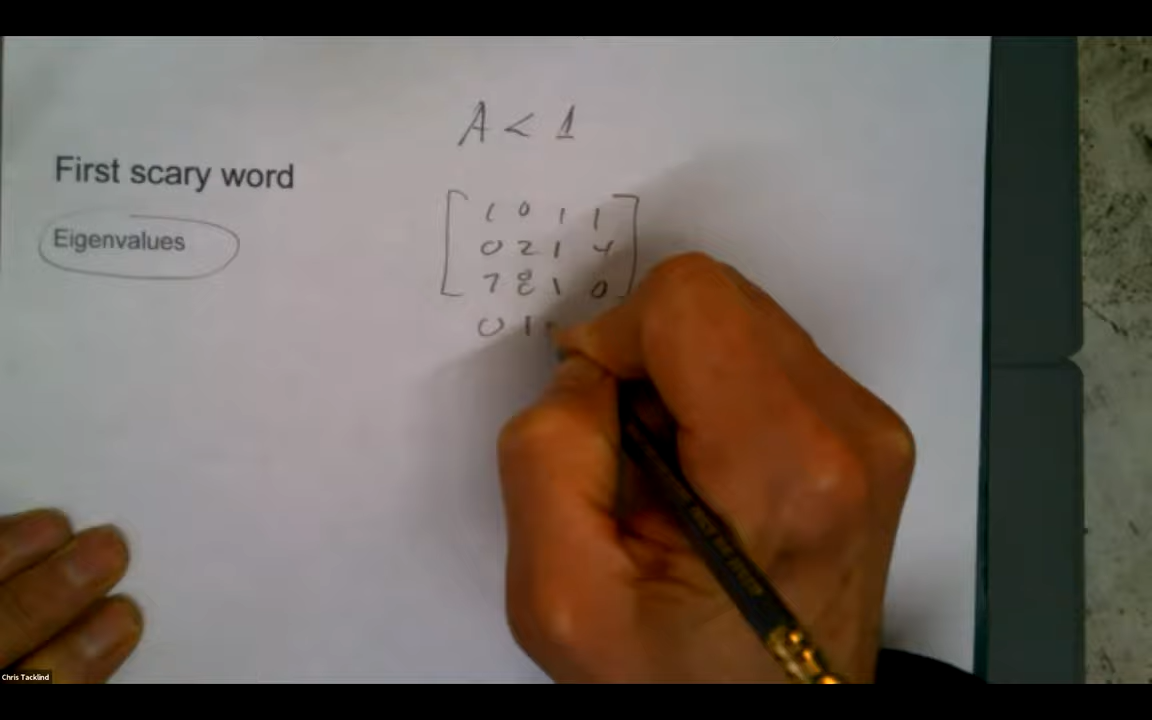 A < 1
First scary word
Eigenvalues
1 0 1 1
0 2 1 4
7 8 1 0
0 1
Chris Tacklind